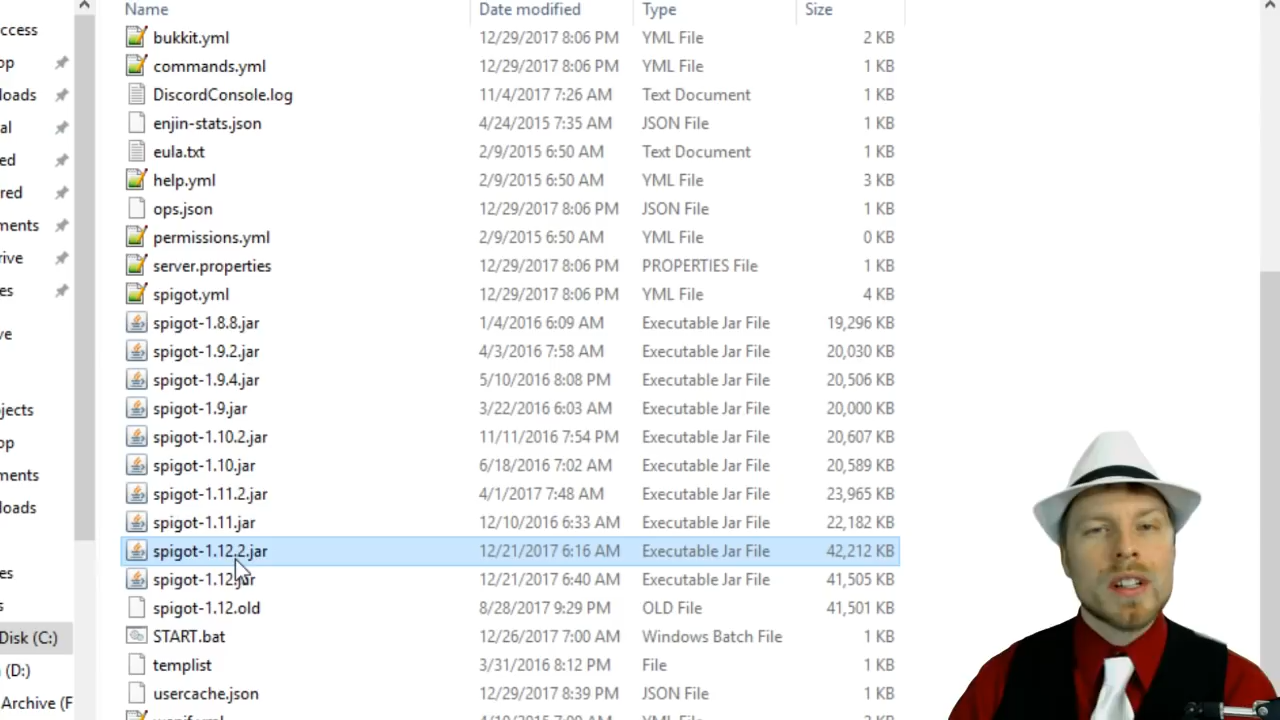 Name Date modified Type Size
ccess
op
loads
al
ed
red
ments
rive
es
ve
ojects
op
ments
loads
es
s
Disk (C:)
(D:)
Archive (F
bukkit.yml 12/29/2017 8:06 PM YML File 2 KB
commands.yml 12/29/2017 8:06 PM YML File 1 KB
DiscordConsole.log 11/4/2017 7:26 AM Text Document 1 KB
enjin-stats.json 4/24/2015 7:35 AM JSON File 1 KB
eula.txt 2/9/2015 6:50 AM Text Document 1 KB
help.yml 2/9/2015 6:50 AM YML File 3 KB
ops.json 12/29/2017 8:06 PM JSON File 1 KB
permissions.yml 2/9/2015 6:50 AM YML File 0 KB
server.properties 12/29/2017 8:06 PM PROPERTIES File 1 KB
spigot.yml 12/29/2017 8:06 PM YML File 4 KB
spigot-1.8.8.jar 1/4/2016 6:09 AM Executable Jar File 19,296 KB
spigot-1.9.2.jar 4/3/2016 7:58 AM Executable Jar File 20,030 KB
spigot-1.9.4.jar 5/10/2016 8:08 PM Executable Jar File 20,506 KB
spigot-1.9.jar 3/22/2016 6:03 AM Executable Jar File 20,000 KB
spigot-1.10.2.jar 11/11/2016 7:54 PM Executable Jar File 20,607 KB
spigot-1.10.jar 6/18/2016 7:02 AM Executable Jar File 20,589 KB
spigot-1.11.2.jar 4/1/2017 7:48 AM Executable Jar File 23,965 KB
spigot-1.11.jar 12/10/2016 6:33 AM Executable Jar File 22,182 KB
spigot-1.12.2.jar 12/21/2017 6:16 AM Executable Jar File 42,212 KB
spigot-1.12.jar 12/21/2017 6:40 AM Executable Jar File 41,505 KB
spigot-1.12.old 8/28/2017 9:29 PM OLD File 41,501 KB
START.bat 12/26/2017 7:00 AM Windows Batch File 1 KB
templist 3/31/2016 8:12 PM File 1 KB
usercache.json 12/29/2017 8:39 PM JSON File 1 KB